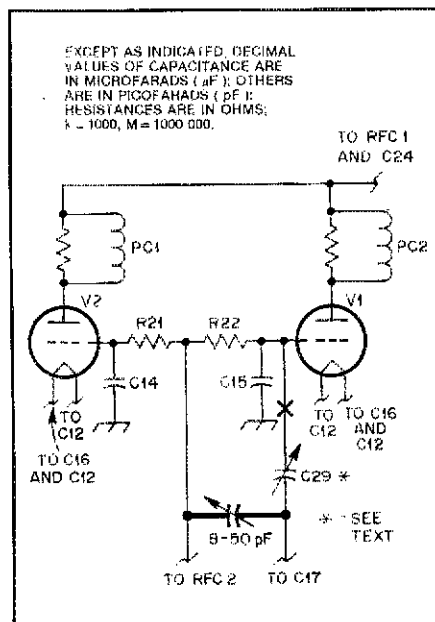 EXCEPT AS INDICATED, DECIMAL
VALUES OF CAPACITANCE ARE
IN MICROFARADS ( µF ); OTHERS
ARE IN PICOFARADS ( pF );
RESISTANCES ARE IN OHMS;
k = 1000, M = 1000 000.
TO RFC 1
AND C24
PC1
PC2
V2
V1
R21
R22
C14
C15
TO
C12
TO C16
AND C12
TO
C12
TO C16
AND
C12
C29 *
8-50 pF
* - SEE
TEXT
TO RFC 2
TO C17